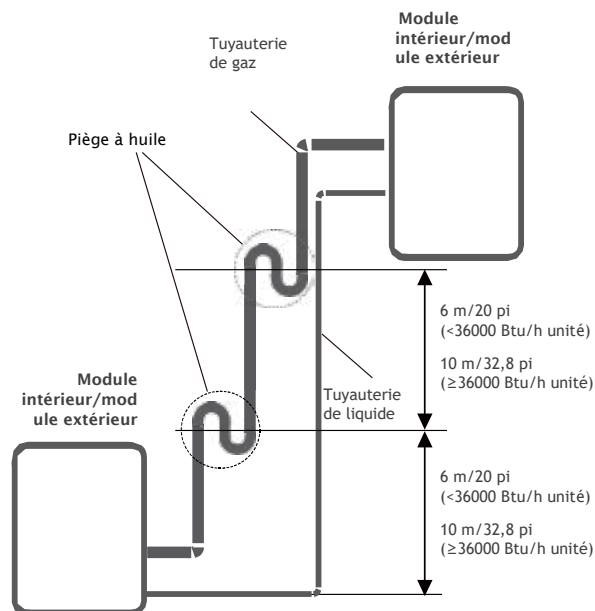 Module
intérieur/mod
ule extérieur
Tuyauterie
de gaz
Piège à huile
6 m/20 pi
(<36000 Btu/h unité)
10 m/32,8 pi
(≥36000 Btu/h unité)
Module
intérieur/mod
ule extérieur
Tuyauterie
de liquide
6 m/20 pi
(<36000 Btu/h unité)
10 m/32,8 pi
(≥36000 Btu/h unité)